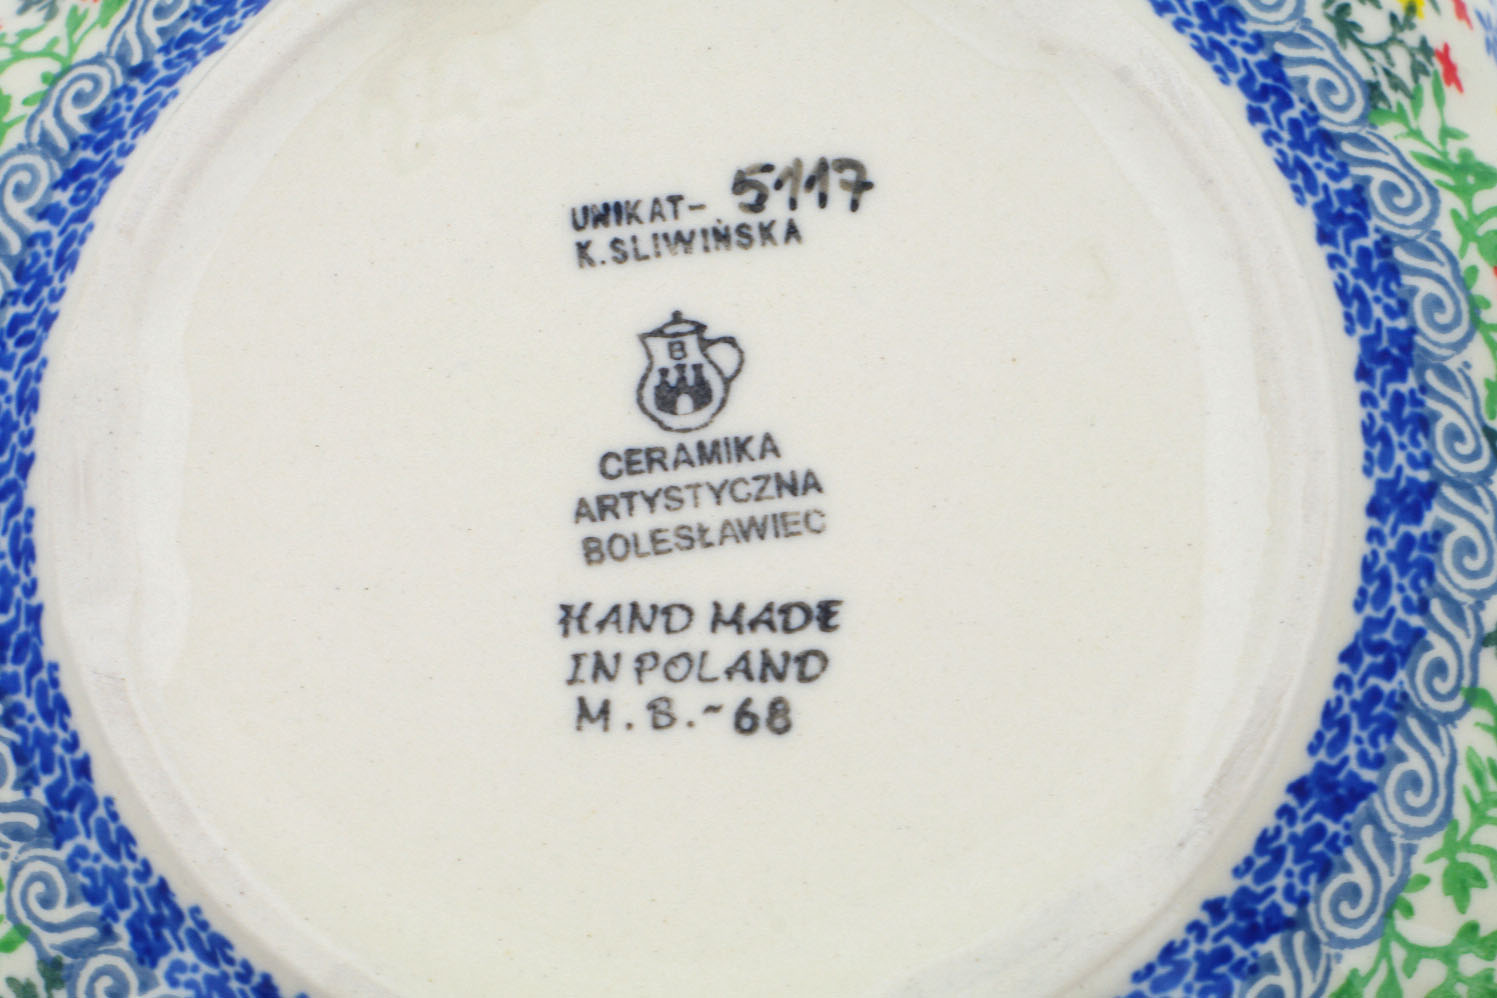 UNIKAT- 5117
K.SLIWIŃSKA
B
CERAMIKA
ARTYSTYCZNA
BOLESŁAWIEC
HAND MADE
IN POLAND
M.B.-68